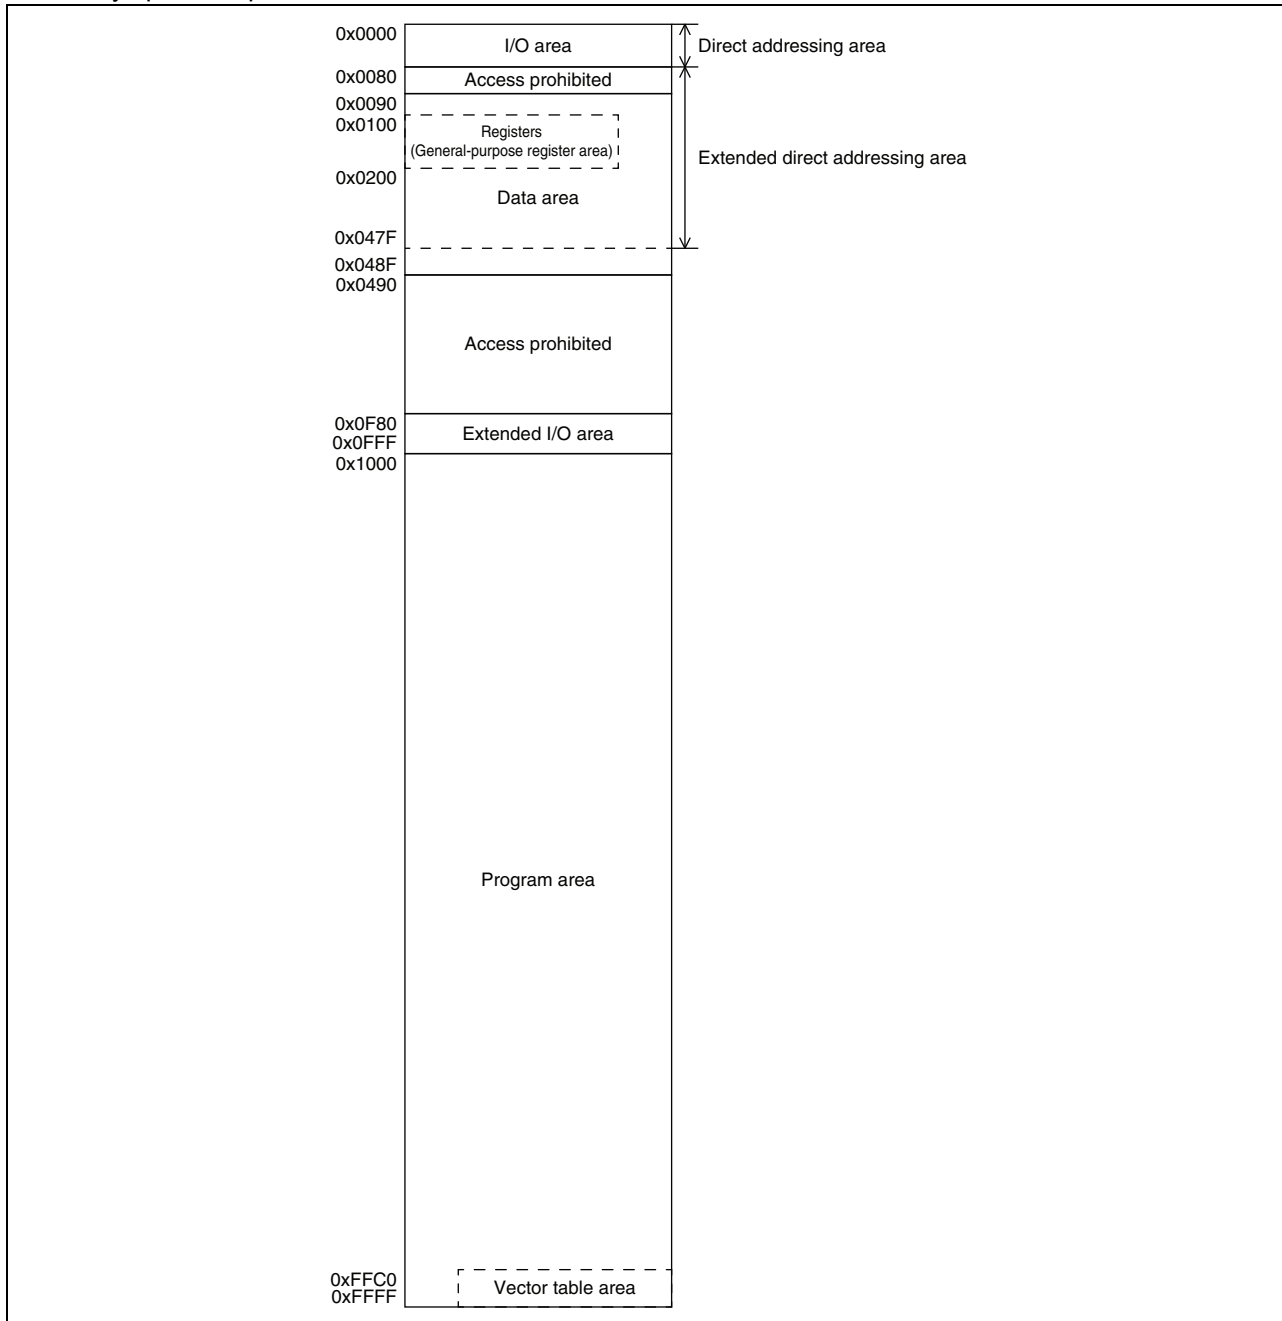 0x0000
I/O area
Direct addressing area
0x0080
Access prohibited
0x0090
0x0100
Registers
(General-purpose register area)
Extended direct addressing area
0x0200
Data area
0x047F
0x048F
0x0490
Access prohibited
0x0F80
Extended I/O area
0x0FFF
0x1000
Program area
0xFFC0
Vector table area
0xFFFF